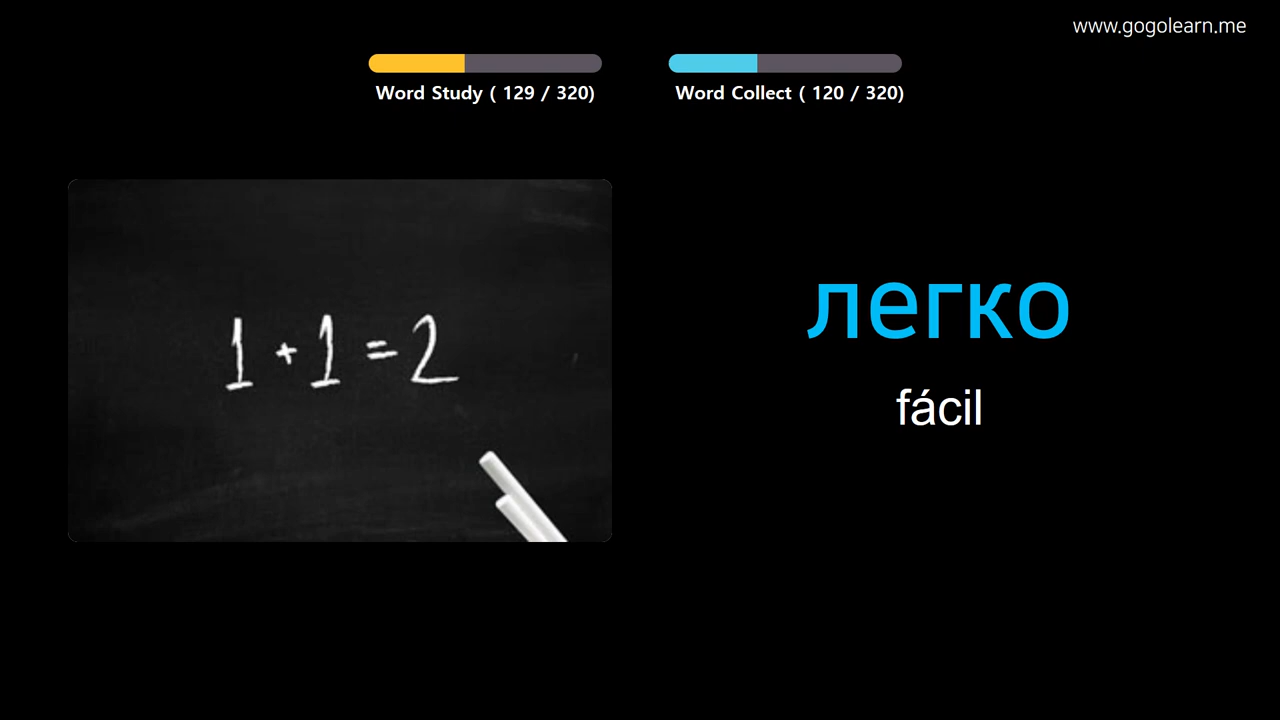 www.gogolearn.me
Word Study ( 129 / 320)
Word Collect ( 120 / 320)
1 + 1 = 2
легко
fácil